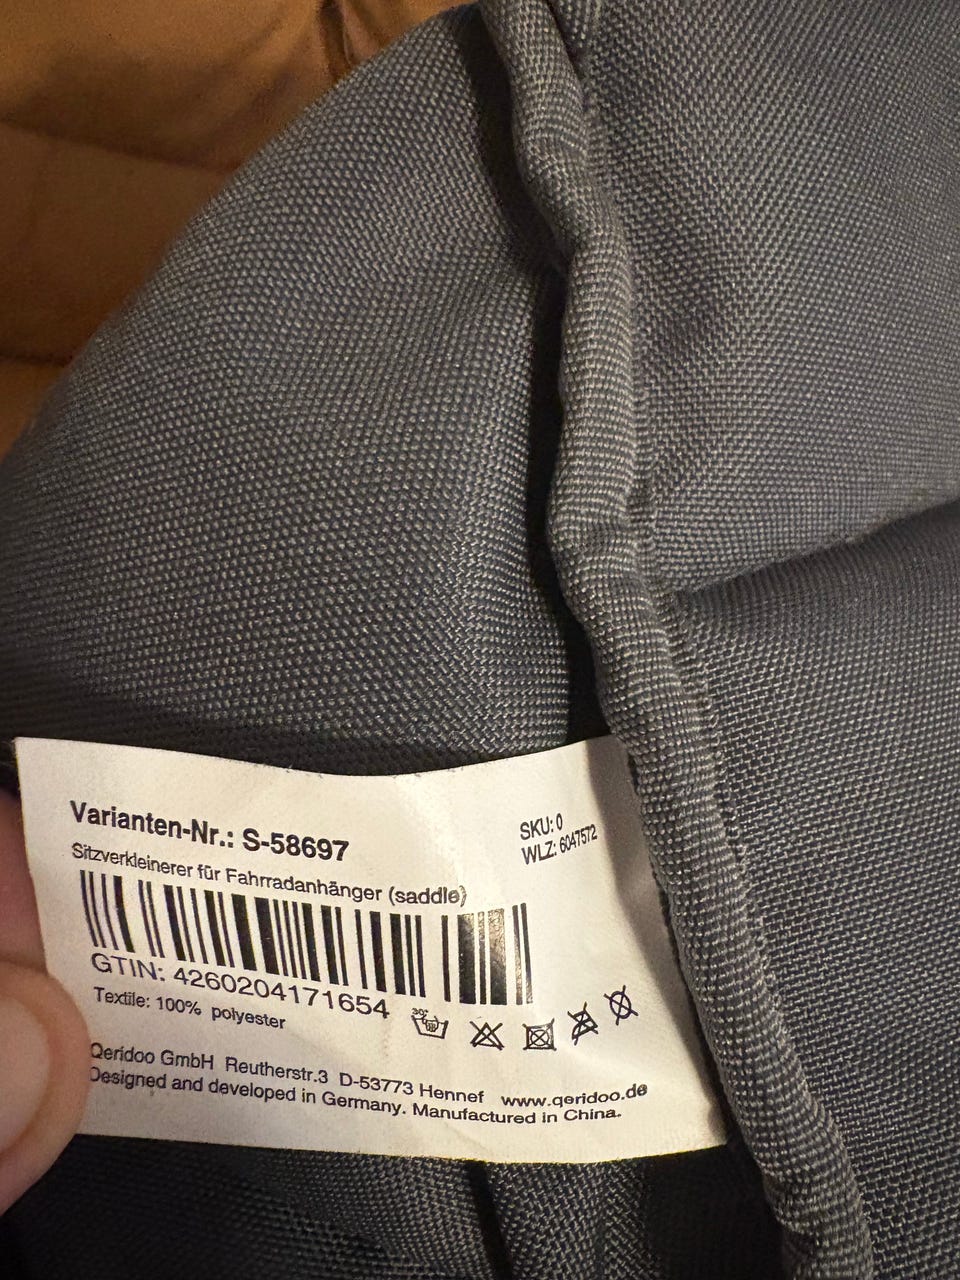 Varianten-Nr.: S-58697
SKU: 0
WLZ: 6047572
Sitzverkleinerer für Fahrradanhänger (saddle)
GTIN: 4260204171654
Textile: 100% polyester
30°
Qeridoo GmbH Reutherstr.3 D-53773 Hennef www.qeridoo.de
Designed and developed in Germany. Manufactured in China.